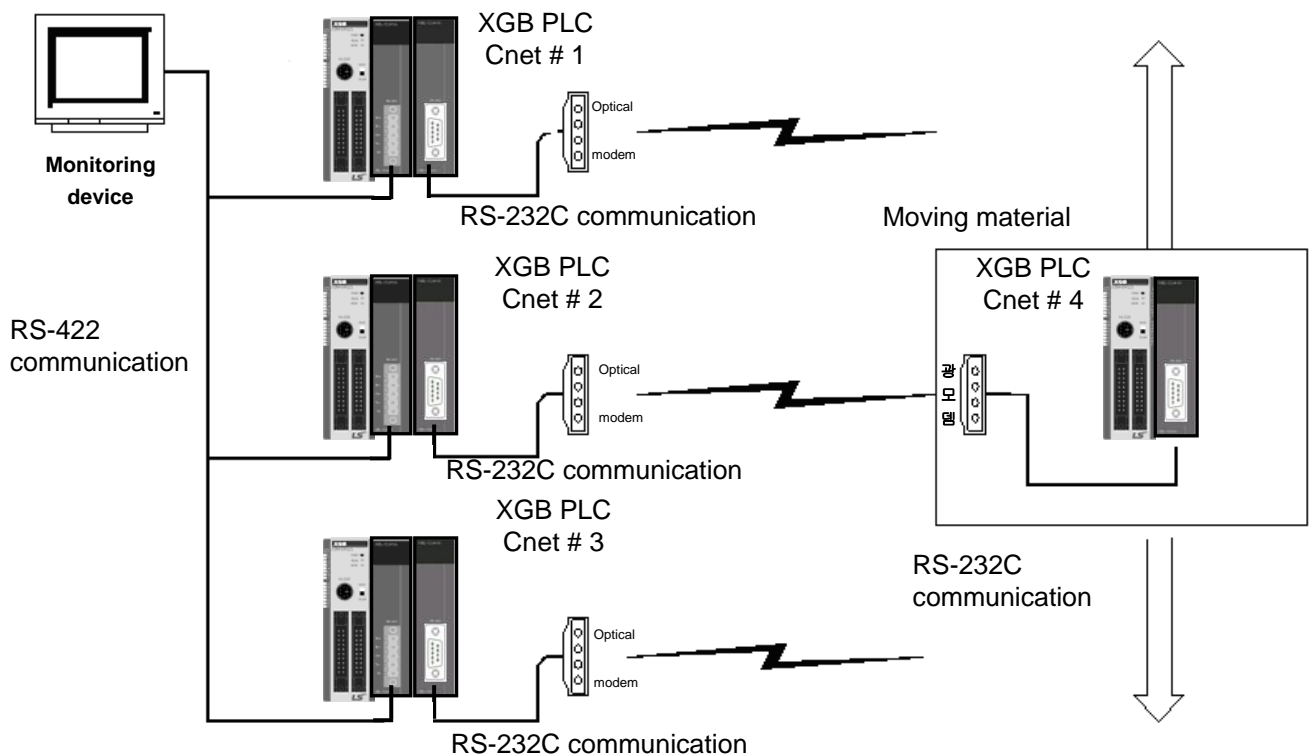 XGB PLC
Cnet # 1
Optical
modem
Monitoring
device
RS-232C communication
Moving material
XGB PLC
Cnet # 2
XGB PLC
Cnet # 4
RS-422
communication
Optical
modem
광
모
뎀
RS-232C communication
XGB PLC
Cnet # 3
RS-232C
communication
Optical
modem
RS-232C communication